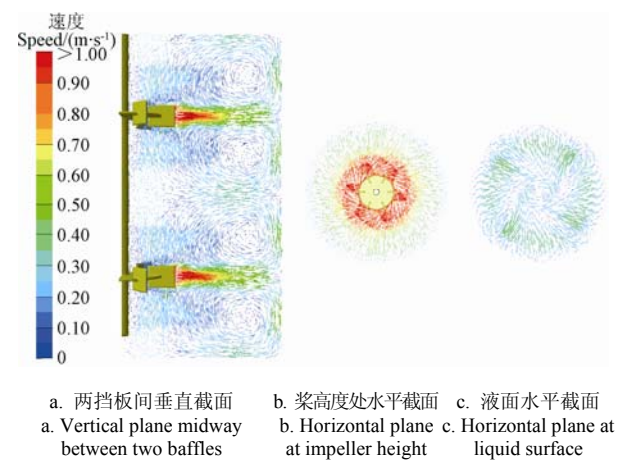 速度
Speed/(m·s⁻¹)
＞1.00
0.90
0.80
0.70
0.60
0.50
0.40
0.30
0.20
0.10
0
a. 两挡板间垂直截面 b. 桨高度处水平截面 c. 液面水平截面
a. Vertical plane midway b. Horizontal plane c. Horizontal plane at
between two baffles at impeller height liquid surface